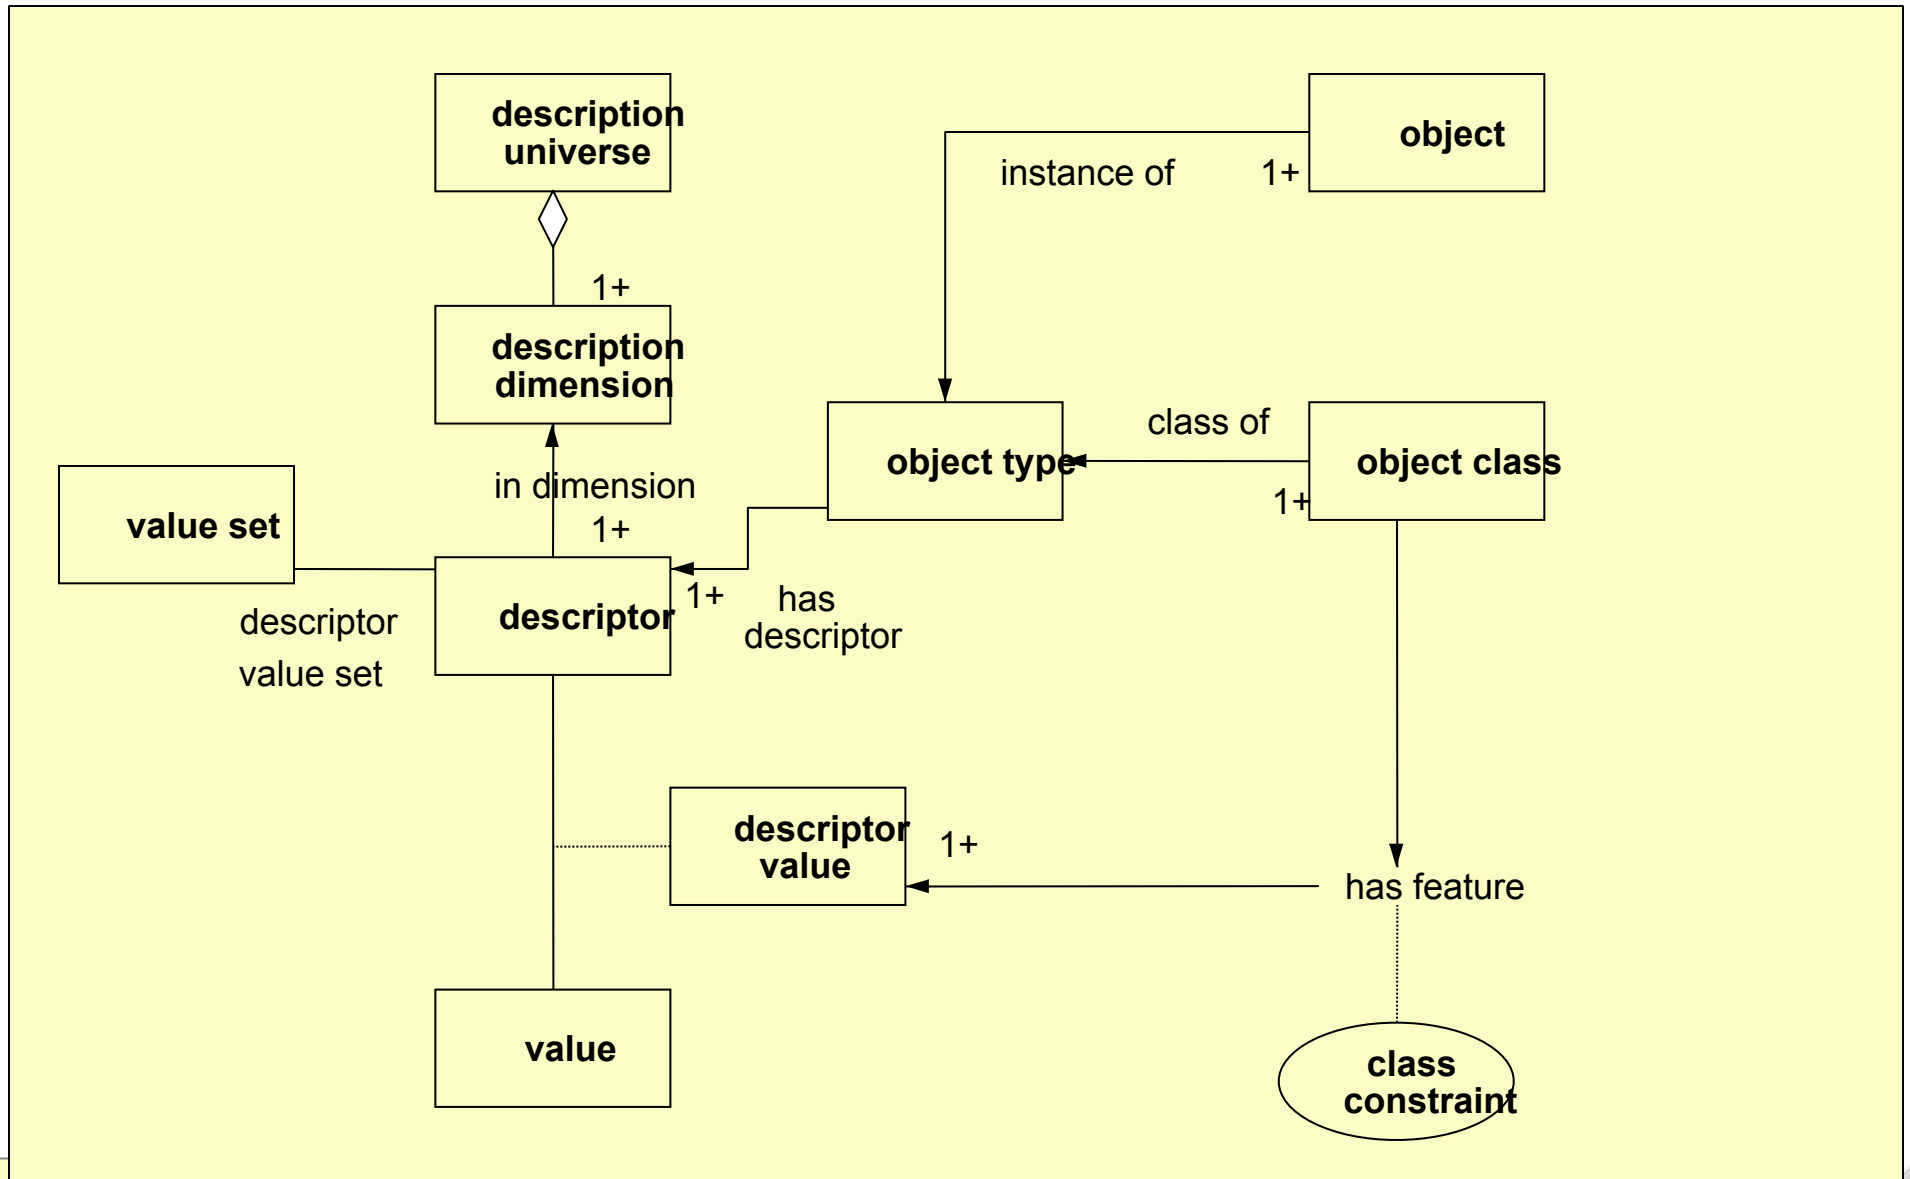 description
universe
object
instance of
1+
1+
description
dimension
class of
object type
object class
in dimension
1+
1+
value set
descriptor
1+
has
descriptor
descriptor
value set
descriptor
value
1+
has feature
value
class
constraint